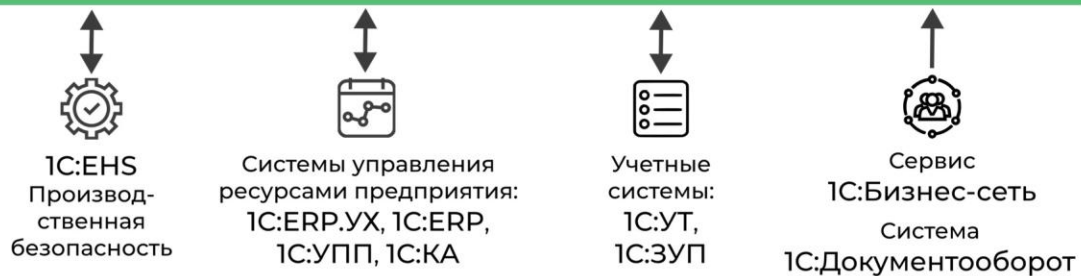 1С:EHS
Производ-
ственная
безопасность
Системы управления
ресурсами предприятия:
1С:ERP.УХ, 1С:ERP,
1С:УПП, 1С:КА
Учетные
системы:
1С:УТ,
1С:ЗУП
Сервис
1С:Бизнес-сеть
Система
1С:Документооборот